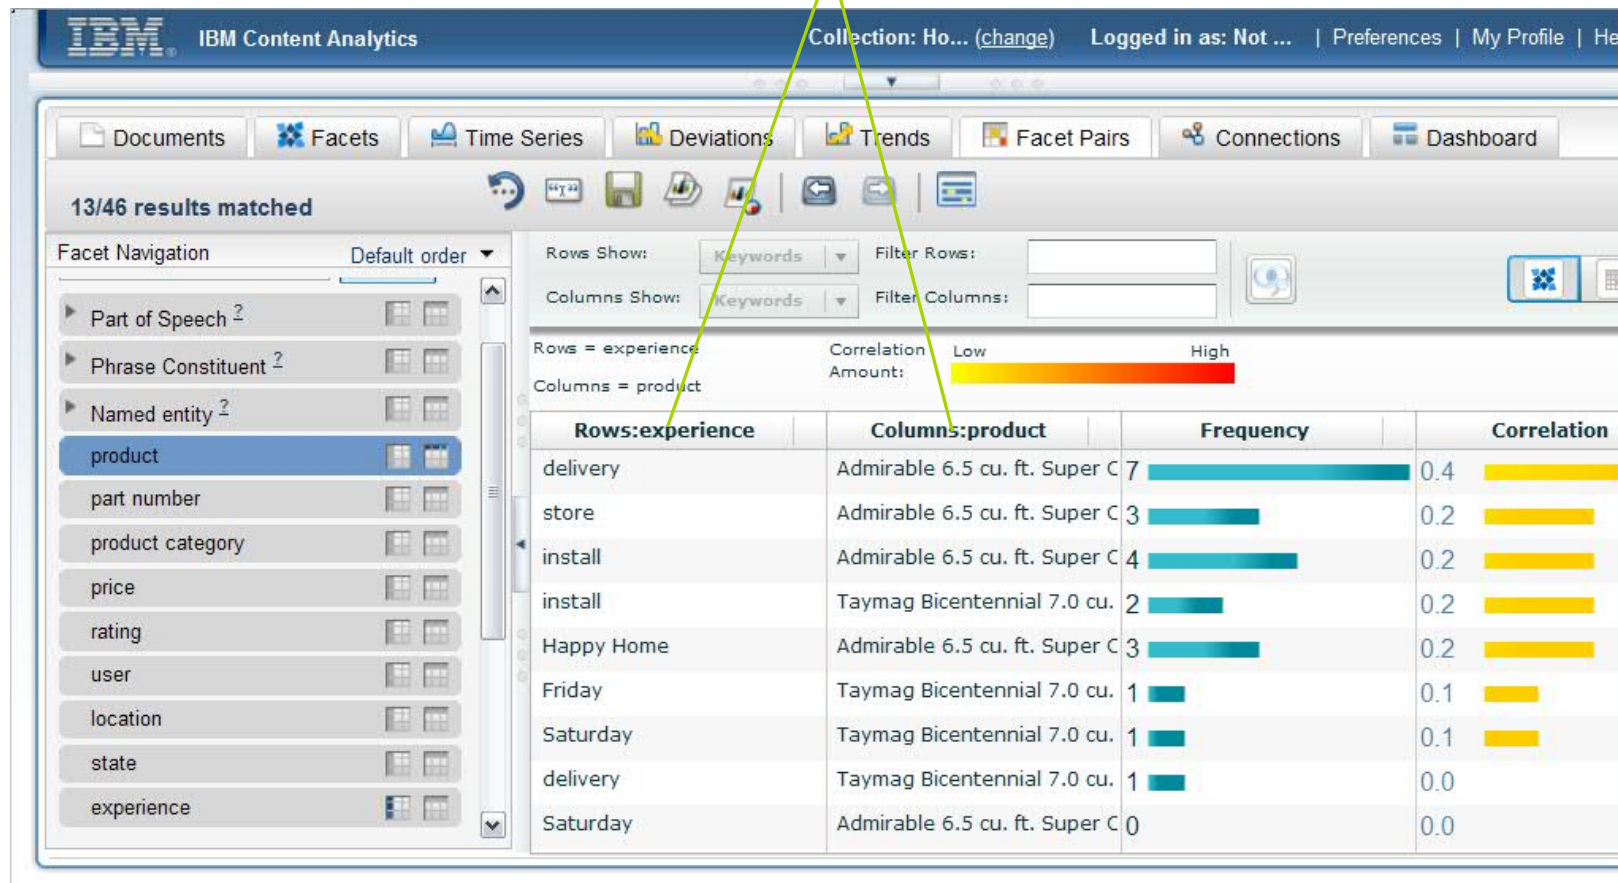 IBM IBM Content Analytics Collection: Ho... (change) Logged in as: Not ... | Preferences | My Profile | He
Documents Facets Time Series Deviations Trends Facet Pairs Connections Dashboard
13/46 results matched
Facet Navigation Default order
Part of Speech ?
Phrase Constituent ?
Named entity ?
product
part number
product category
price
rating
user
location
state
experience
Rows Show: Keywords Filter Rows:
Columns Show: Keywords Filter Columns:
Rows = experience
Columns = product
Correlation Amount: Low High
Rows:experience Columns:product Frequency Correlation
delivery Admirable 6.5 cu. ft. Super C 7 0.4
store Admirable 6.5 cu. ft. Super C 3 0.2
install Admirable 6.5 cu. ft. Super C 4 0.2
install Taymag Bicentennial 7.0 cu. 2 0.2
Happy Home Admirable 6.5 cu. ft. Super C 3 0.2
Friday Taymag Bicentennial 7.0 cu. 1 0.1
Saturday Taymag Bicentennial 7.0 cu. 1 0.1
delivery Taymag Bicentennial 7.0 cu. 1 0.0
Saturday Admirable 6.5 cu. ft. Super C 0 0.0